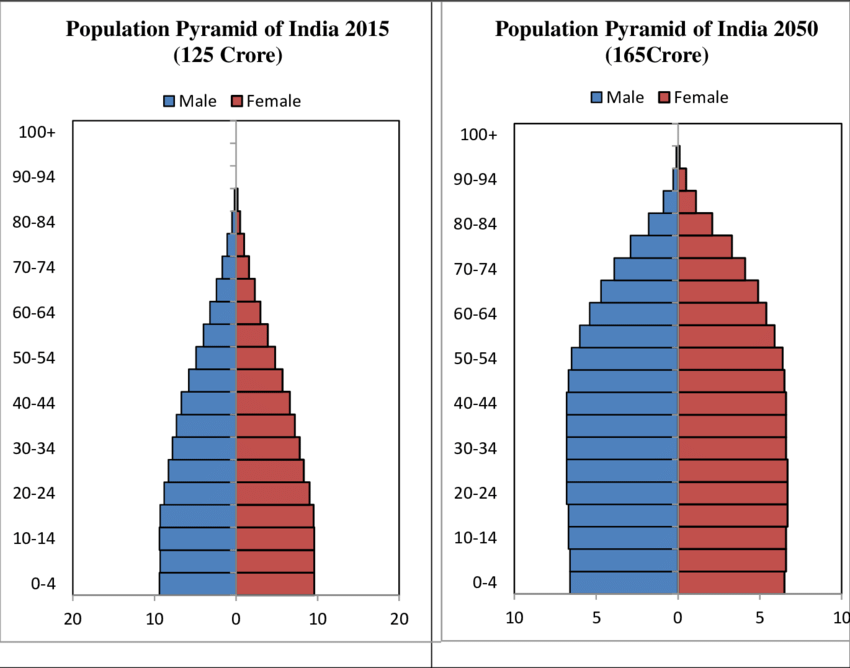 Population Pyramid of India 2015
(125 Crore)
Male Female
100+
90-94
80-84
70-74
60-64
50-54
40-44
30-34
20-24
10-14
0-4
20 10 0 10 20
Population Pyramid of India 2050
(165Crore)
Male Female
100+
90-94
80-84
70-74
60-64
50-54
40-44
30-34
20-24
10-14
0-4
10 5 0 5 10